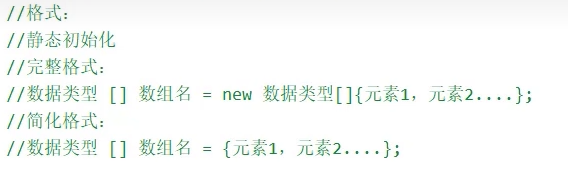 //格式：
//静态初始化
//完整格式：
//数据类型 [] 数组名 = new 数据类型[]{元素1，元素2....};
//简化格式：
//数据类型 [] 数组名 = {元素1，元素2....};